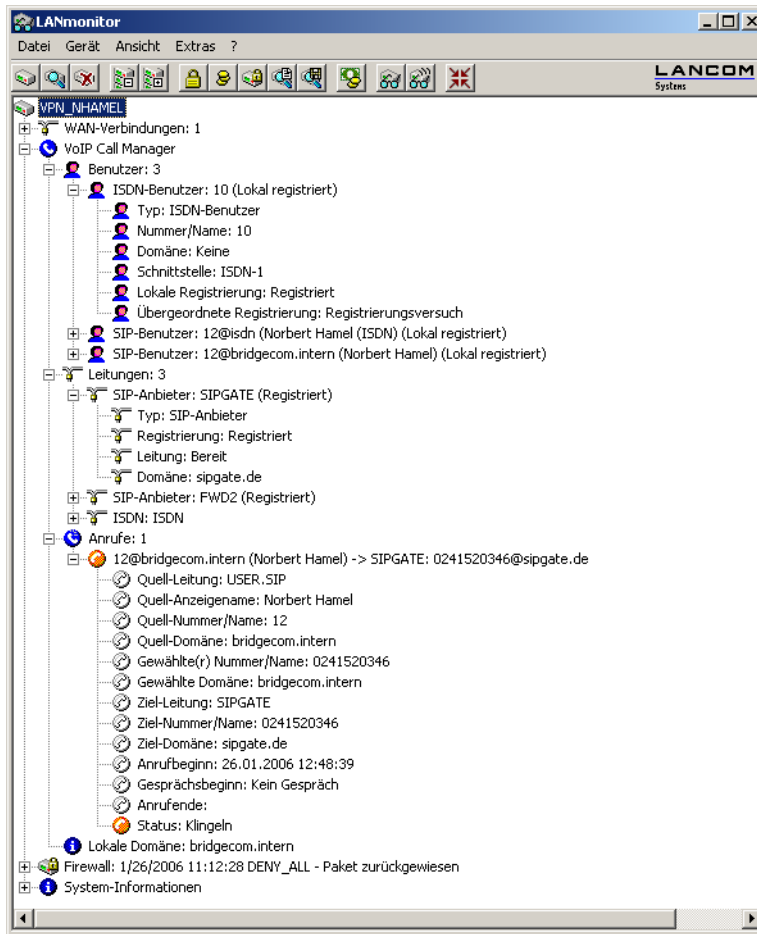 LANmonitor
Datei Gerät Ansicht Extras ?
LANCOM
Systems
VPN_NHAMEL
WAN-Verbindungen: 1
VoIP Call Manager
Benutzer: 3
ISDN-Benutzer: 10 (Lokal registriert)
Typ: ISDN-Benutzer
Nummer/Name: 10
Domäne: Keine
Schnittstelle: ISDN-1
Lokale Registrierung: Registriert
Übergeordnete Registrierung: Registrierungsversuch
SIP-Benutzer: 12@isdn (Norbert Hamel (ISDN) (Lokal registriert)
SIP-Benutzer: 12@bridgecom.intern (Norbert Hamel) (Lokal registriert)
Leitungen: 3
SIP-Anbieter: SIPGATE (Registriert)
Typ: SIP-Anbieter
Registrierung: Registriert
Leitung: Bereit
Domäne: sipgate.de
SIP-Anbieter: FWD2 (Registriert)
ISDN: ISDN
Anrufe: 1
12@bridgecom.intern (Norbert Hamel) -> SIPGATE: 0241520346@sipgate.de
Quell-Leitung: USER.SIP
Quell-Anzeigename: Norbert Hamel
Quell-Nummer/Name: 12
Quell-Domäne: bridgecom.intern
Gewählte(r) Nummer/Name: 0241520346
Gewählte Domäne: bridgecom.intern
Ziel-Leitung: SIPGATE
Ziel-Nummer/Name: 0241520346
Ziel-Domäne: sipgate.de
Anrufbeginn: 26.01.2006 12:48:39
Gesprächsbeginn: Kein Gespräch
Anrufende:
Status: Klingeln
Lokale Domäne: bridgecom.intern
Firewall: 1/26/2006 11:12:28 DENY_ALL - Paket zurückgewiesen
System-Informationen